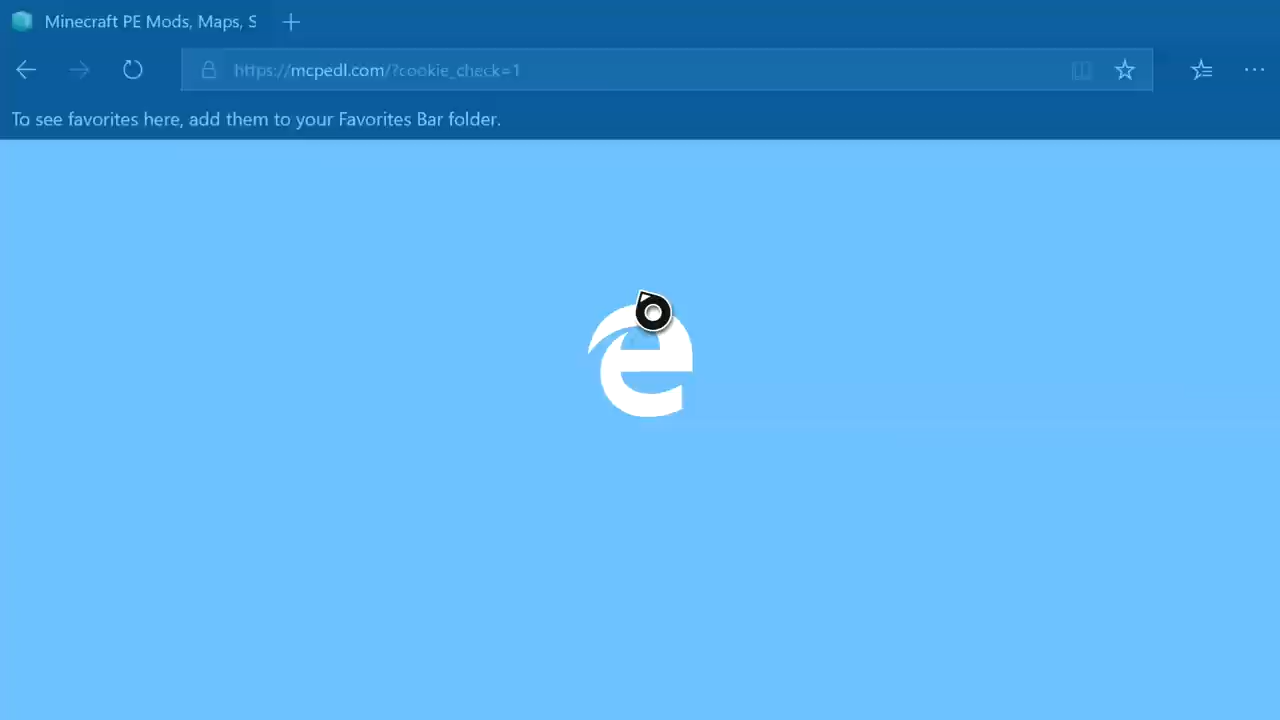 Minecraft PE Mods, Maps, S
https://mcpedl.com/?cookie_check=1
To see favorites here, add them to your Favorites Bar folder.